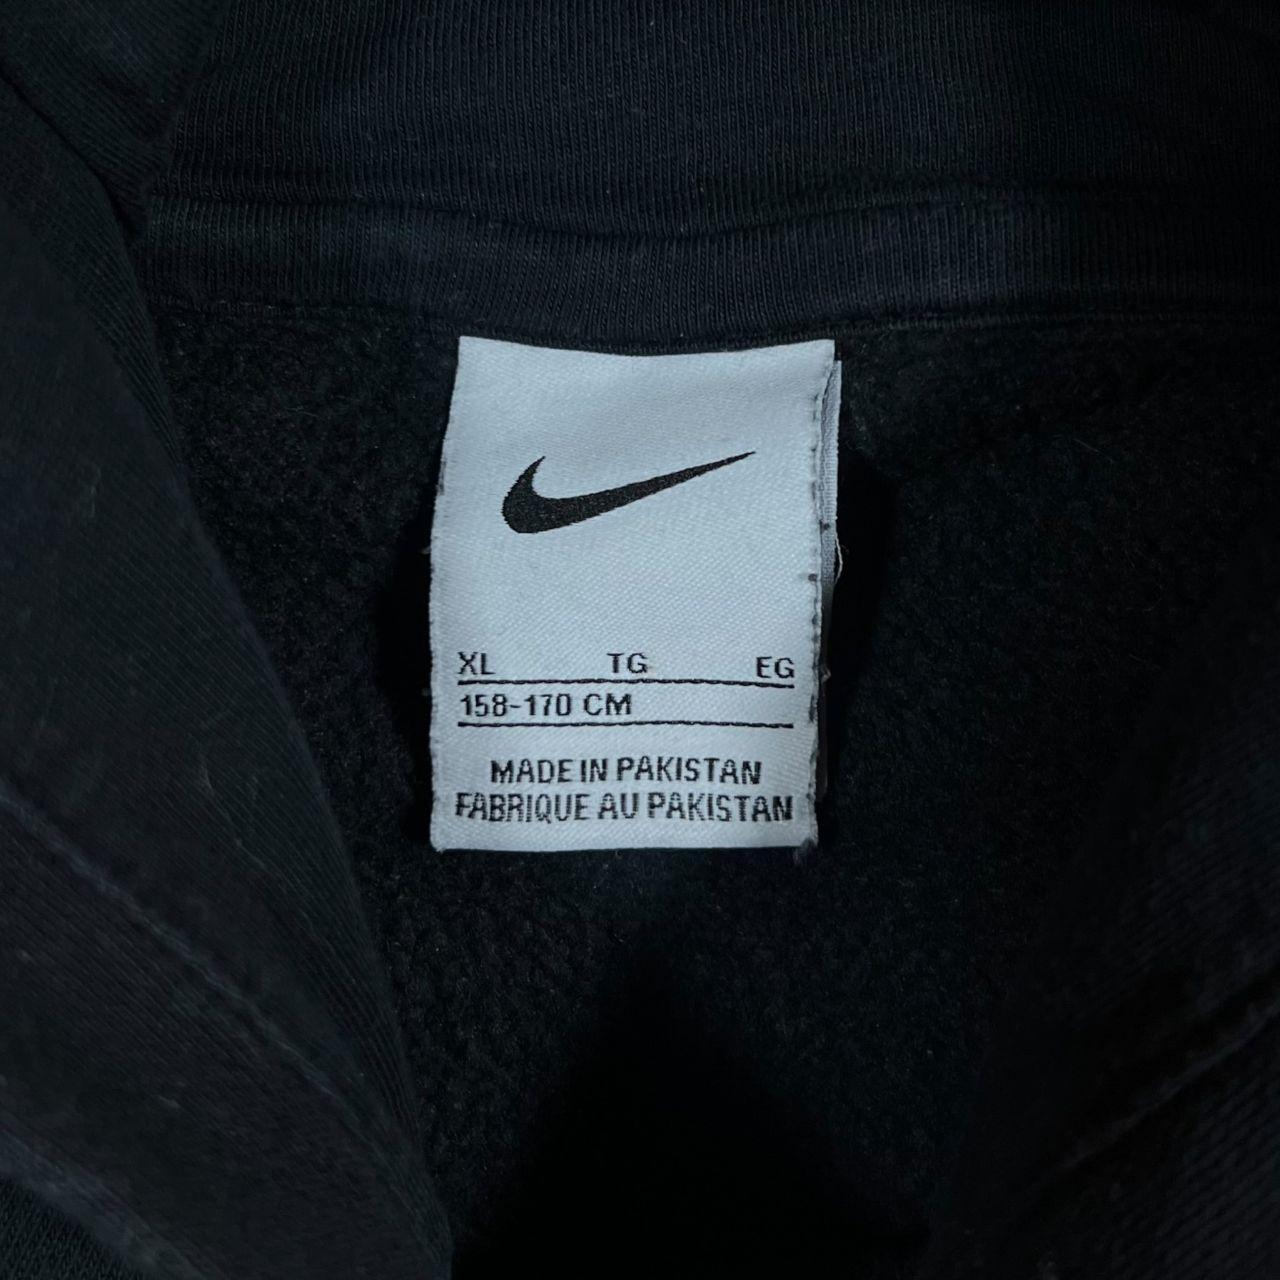 XL TG EG
158-170 CM
MADE IN PAKISTAN
FABRIQUE AU PAKISTAN